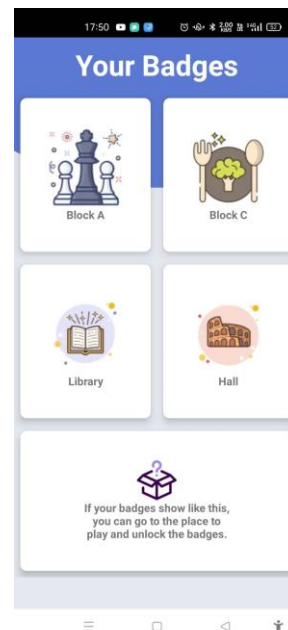 17:50
Your Badges
Block A
Block C
Library
Hall
If your badges show like this,
you can go to the place to
play and unlock the badges.